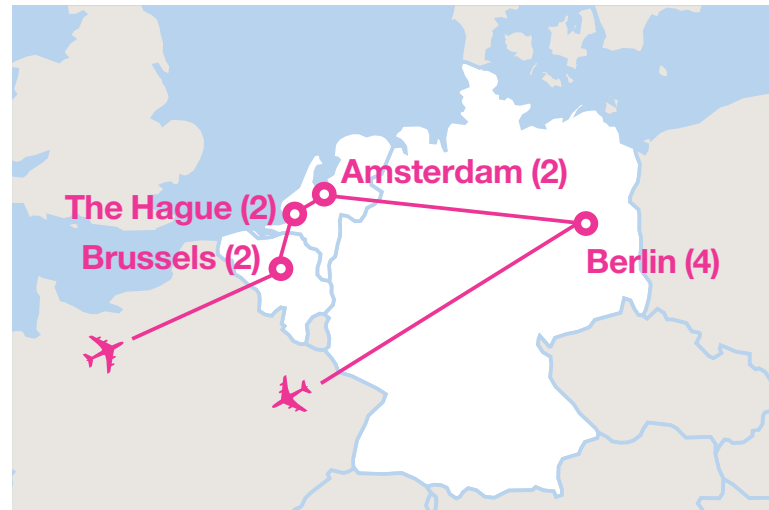 Amsterdam (2)
The Hague (2)
Brussels (2)
Berlin (4)